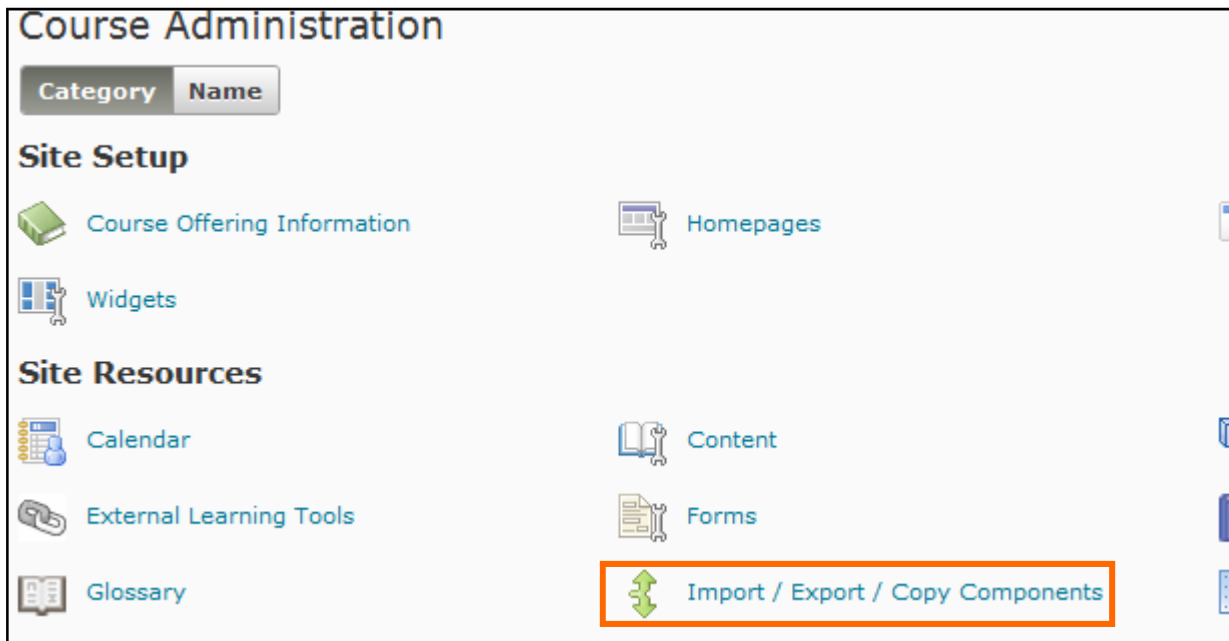 Course Administration
Category Name
Site Setup
Course Offering Information Homepages
Widgets
Site Resources
Calendar Content
External Learning Tools Forms
Glossary Import / Export / Copy Components